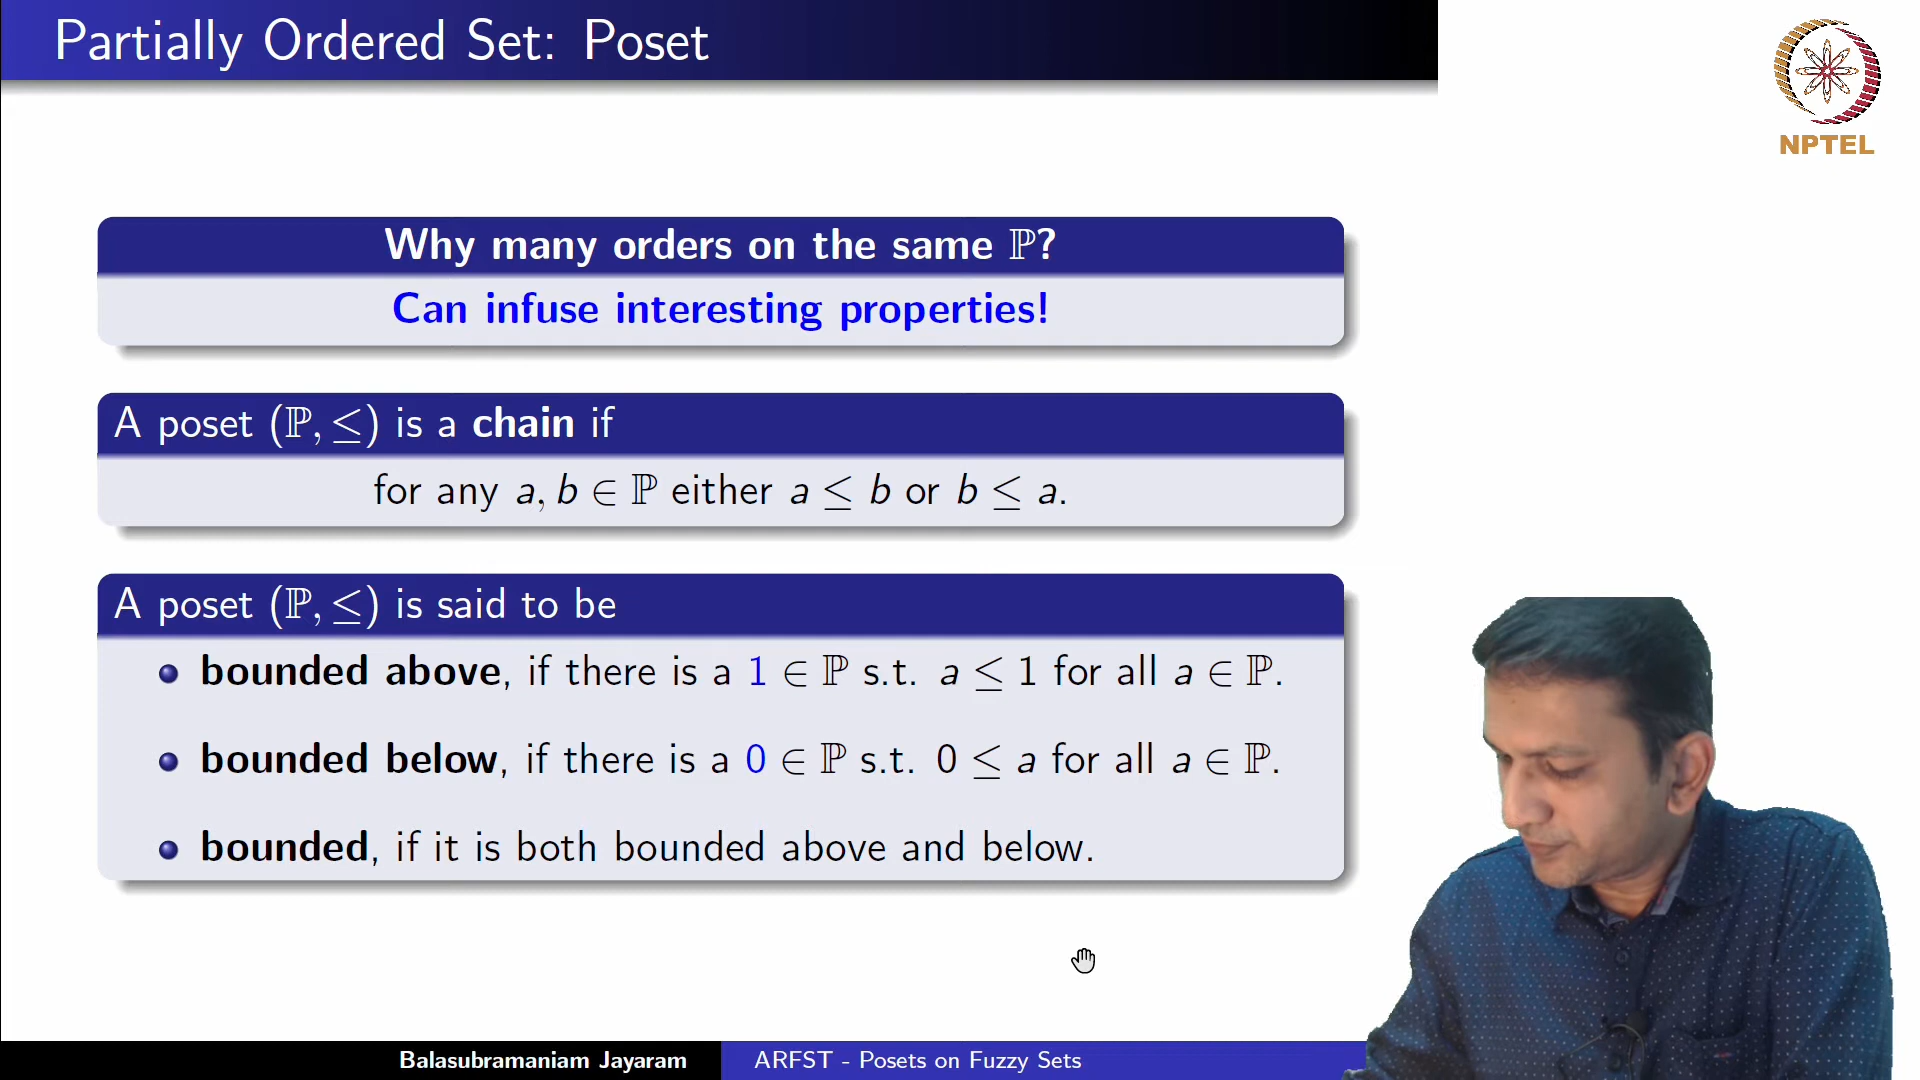 Partially Ordered Set: Poset
NPTEL
Why many orders on the same ℙ?
Can infuse interesting properties!
A poset (ℙ, ≤) is a chain if
for any a, b ∈ ℙ either a ≤ b or b ≤ a.
A poset (ℙ, ≤) is said to be
bounded above, if there is a 1 ∈ ℙ s.t. a ≤ 1 for all a ∈ ℙ.
bounded below, if there is a 0 ∈ ℙ s.t. 0 ≤ a for all a ∈ ℙ.
bounded, if it is both bounded above and below.
Balasubramaniam Jayaram
ARFST - Posets on Fuzzy Sets